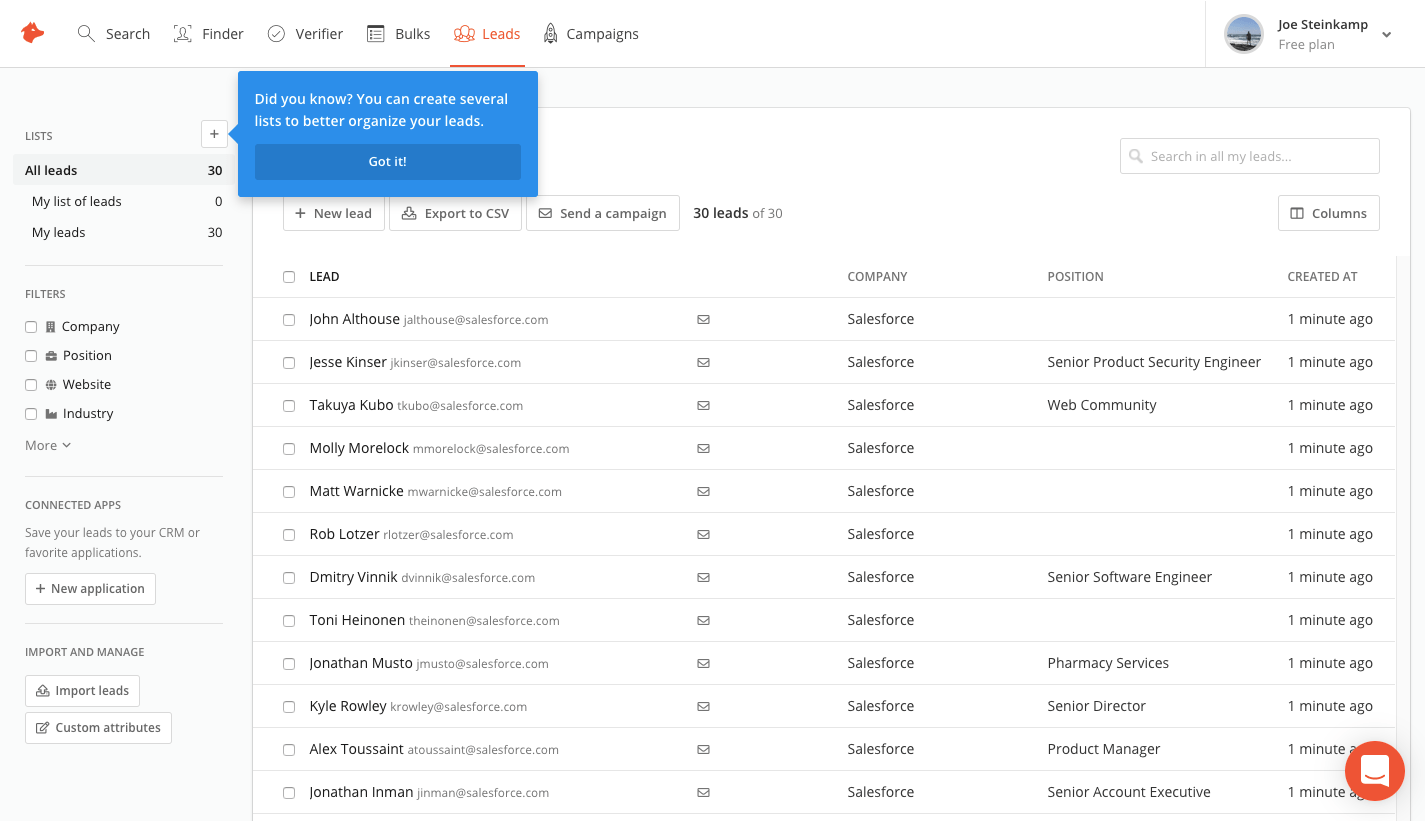 Search
Finder
Verifier
Bulks
Leads
Campaigns
Joe Steinkamp
Free plan
Did you know? You can create several
lists to better organize your leads.
Got it!
LISTS
+
All leads 30
My list of leads 0
My leads 30
FILTERS
Company
Position
Website
Industry
More
CONNECTED APPS
Save your leads to your CRM or
favorite applications.
+ New application
IMPORT AND MANAGE
Import leads
Custom attributes
Search in all my leads...
+ New lead
Export to CSV
Send a campaign
30 leads of 30
Columns
LEAD COMPANY POSITION CREATED AT
John Althouse jalthouse@salesforce.com Salesforce 1 minute ago
Jesse Kinser jkinser@salesforce.com Salesforce Senior Product Security Engineer 1 minute ago
Takuya Kubo tkubo@salesforce.com Salesforce Web Community 1 minute ago
Molly Morelock mmorelock@salesforce.com Salesforce 1 minute ago
Matt Warnicke mwarnicke@salesforce.com Salesforce 1 minute ago
Rob Lotzer rlotzer@salesforce.com Salesforce 1 minute ago
Dmitry Vinnik dvinnik@salesforce.com Salesforce Senior Software Engineer 1 minute ago
Toni Heinonen theinonen@salesforce.com Salesforce 1 minute ago
Jonathan Musto jmusto@salesforce.com Salesforce Pharmacy Services 1 minute ago
Kyle Rowley krowley@salesforce.com Salesforce Senior Director 1 minute ago
Alex Toussaint atoussaint@salesforce.com Salesforce Product Manager 1 minute
Jonathan Inman jinman@salesforce.com Salesforce Senior Account Executive 1 minute